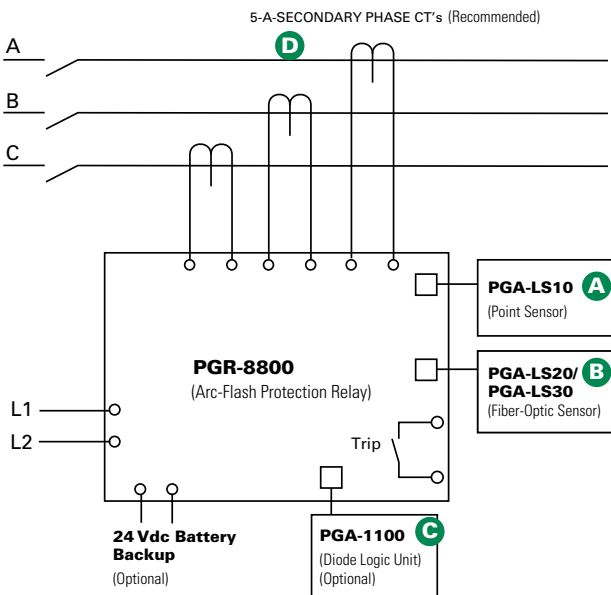 5-A-SECONDARY PHASE CT's (Recommended)
D
A
B
C
PGR-8800
(Arc-Flash Protection Relay)
PGA-LS10 A
(Point Sensor)
PGA-LS20/ B
PGA-LS30
(Fiber-Optic Sensor)
L1
L2
Trip
24 Vdc Battery
Backup
(Optional)
PGA-1100 C
(Diode Logic Unit)
(Optional)